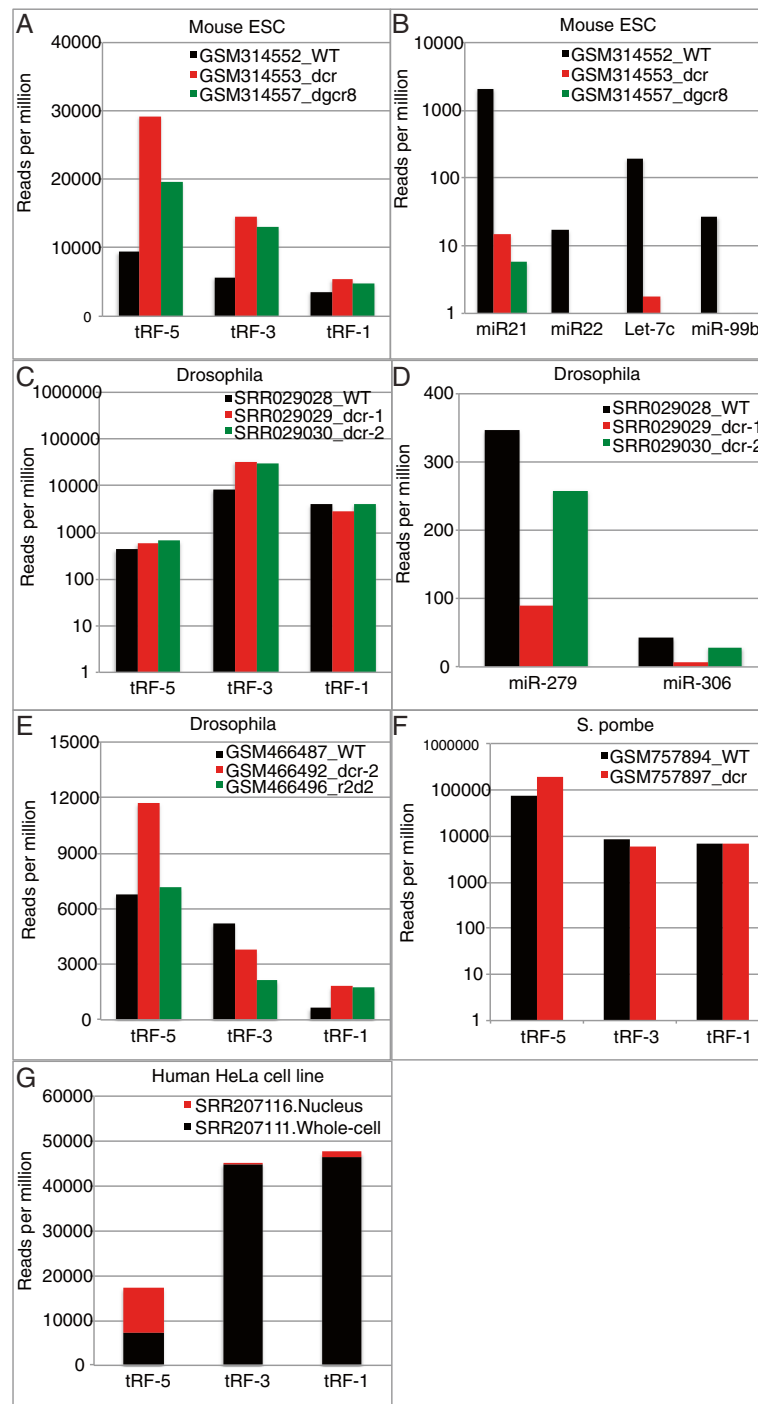 A
Mouse ESC
GSM314552_WT
GSM314553_dcr
GSM314557_dgcr8
Reads per million
40000
30000
20000
10000
0
tRF-5 tRF-3 tRF-1
B
Mouse ESC
GSM314552_WT
GSM314553_dcr
GSM314557_dgcr8
Reads per million
10000
1000
100
10
1
miR21 miR22 Let-7c miR-99b
C
Drosophila
SRR029028_WT
SRR029029_dcr-1
SRR029030_dcr-2
Reads per million
1000000
100000
10000
1000
100
10
1
tRF-5 tRF-3 tRF-1
D
Drosophila
SRR029028_WT
SRR029029_dcr-1
SRR029030_dcr-2
Reads per million
400
300
200
100
0
miR-279 miR-306
E
Drosophila
GSM466487_WT
GSM466492_dcr-2
GSM466496_r2d2
Reads per million
15000
12000
9000
6000
3000
0
tRF-5 tRF-3 tRF-1
F
S. pombe
GSM757894_WT
GSM757897_dcr
Reads per million
1000000
100000
10000
1000
100
10
1
tRF-5 tRF-3 tRF-1
G
Human HeLa cell line
SRR207116.Nucleus
SRR207111.Whole-cell
Reads per million
60000
50000
40000
30000
20000
10000
0
tRF-5 tRF-3 tRF-1